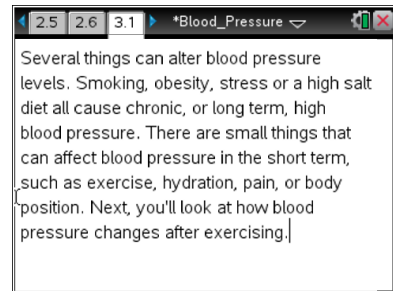 2.5 2.6 3.1 *Blood_Pressure
Several things can alter blood pressure
levels. Smoking, obesity, stress or a high salt
diet all cause chronic, or long term, high
blood pressure. There are small things that
can affect blood pressure in the short term,
such as exercise, hydration, pain, or body
position. Next, you'll look at how blood
pressure changes after exercising.